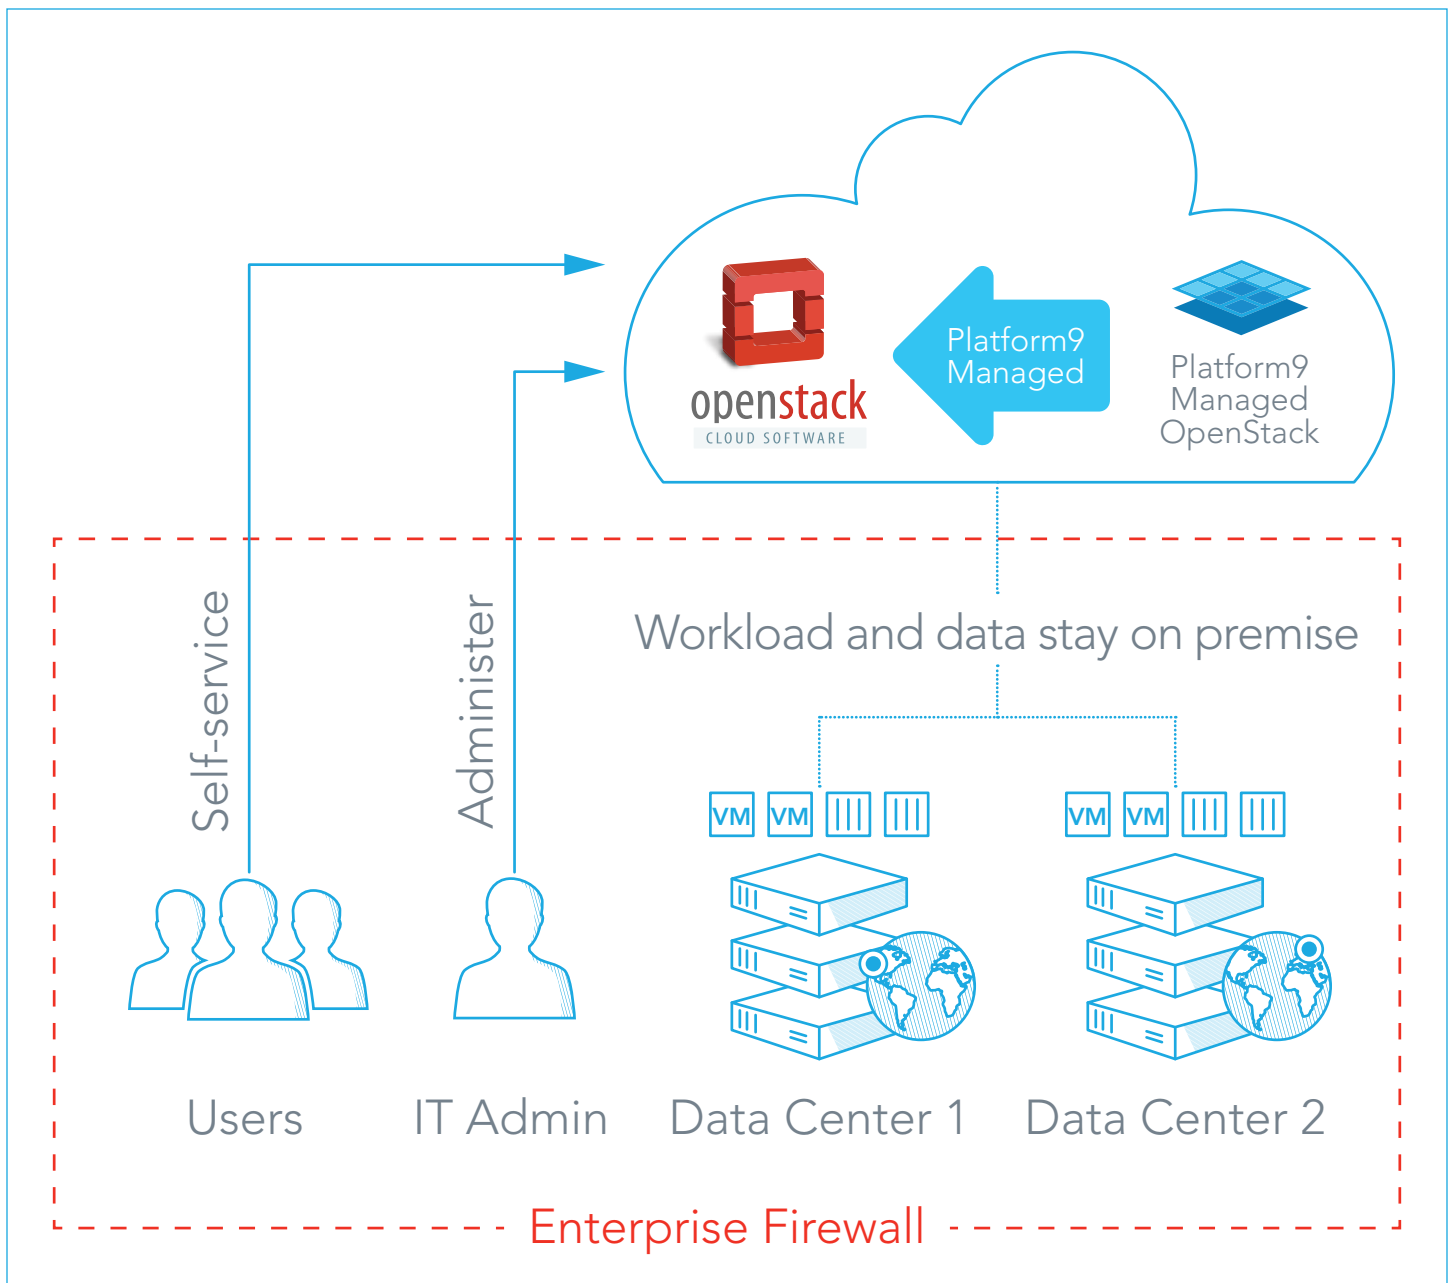 openstack
CLOUD SOFTWARE
Platform9
Managed
Platform9
Managed
OpenStack
Self-service
Administer
Workload and data stay on premise
VM VM
VM VM
Users
IT Admin
Data Center 1
Data Center 2
Enterprise Firewall